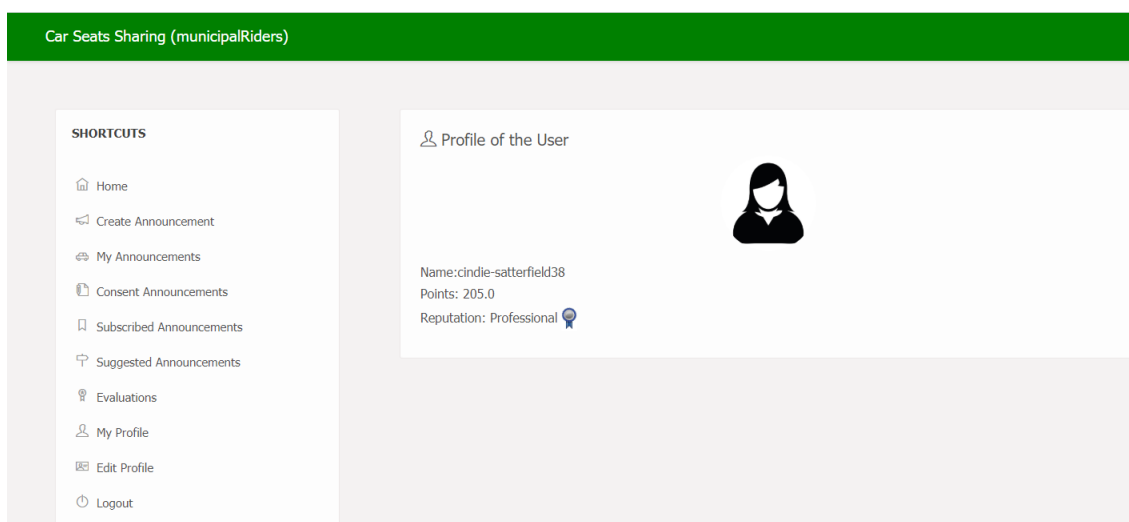 Car Seats Sharing (municipalRiders)
SHORTCUTS
Home
Create Announcement
My Announcements
Consent Announcements
Subscribed Announcements
Suggested Announcements
Evaluations
My Profile
Edit Profile
Logout
Profile of the User
Name:cindie-satterfield38
Points: 205.0
Reputation: Professional